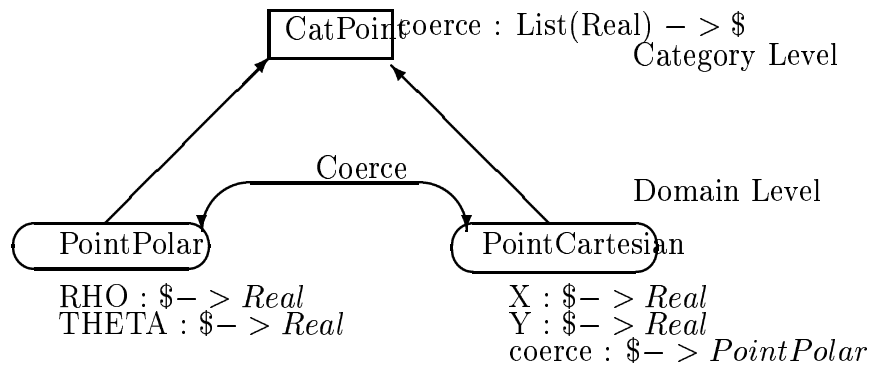 CatPoint
coerce : List(Real) − > $
Category Level
Coerce
Domain Level
PointPolar
PointCartesian
RHO : $− > Real
THETA : $− > Real
X : $− > Real
Y : $− > Real
coerce : $− > PointPolar